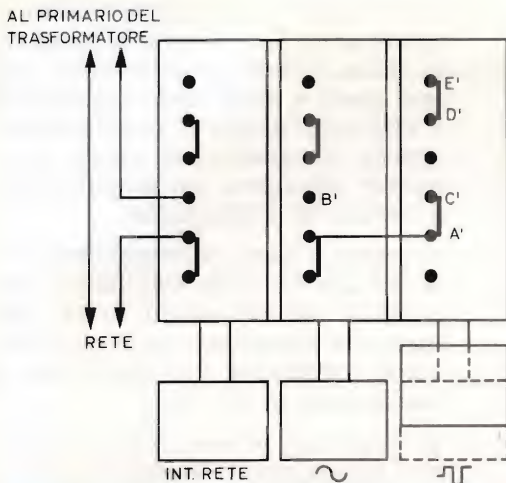 AL PRIMARIO DEL
TRASFORMATORE
E'
D'
B'
C'
A'
RETE
INT. RETE